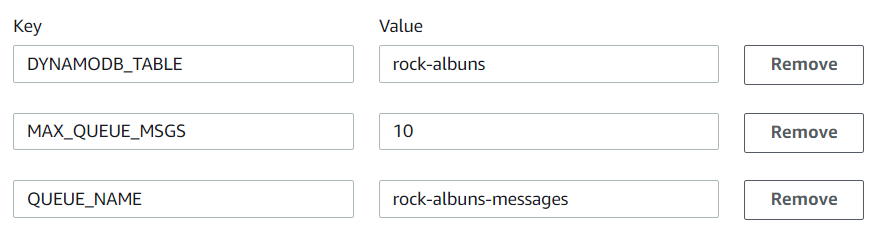 Key Value
DYNAMODB_TABLE rock-albuns Remove
MAX_QUEUE_MSGS 10 Remove
QUEUE_NAME rock-albuns-messages Remove